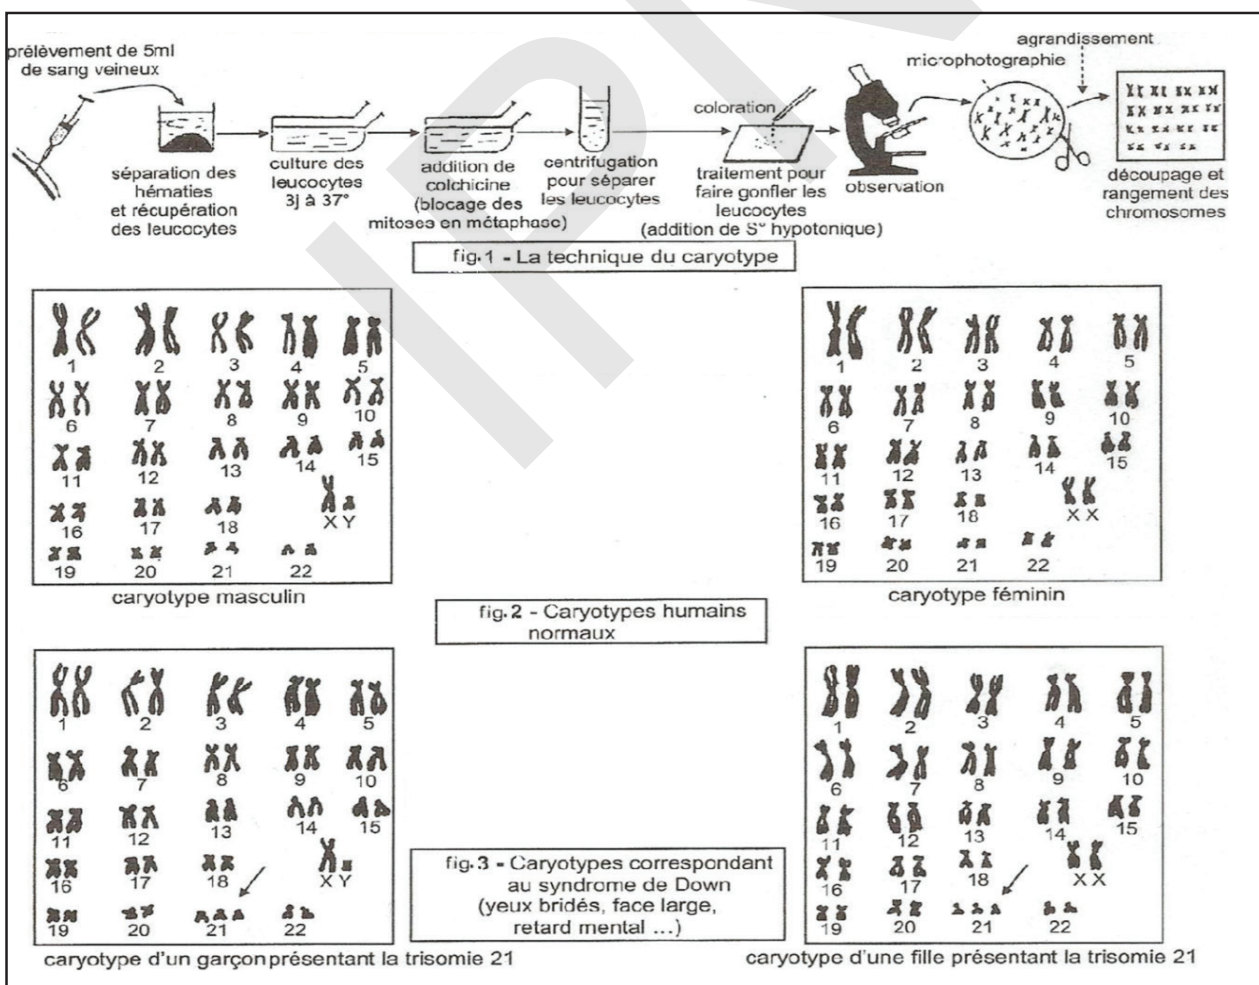 prélèvement de 5ml
de sang veineux
séparation des
hématies
et récupération
des leucocytes
culture des
leucocytes
3j à 37°
addition de
colchicine
(blocage des
mitoses en métaphase)
centrifugation
pour séparer
les leucocytes
coloration
traitement pour
faire gonfler les
leucocytes
(addition de S° hypotonique)
observation
microphotographie
agrandissement
découpage et
rangement des
chromosomes
fig.1 - La technique du caryotype
1 2 3 4 5
6 7 8 9 10
11 12 13 14 15
16 17 18 X Y
19 20 21 22
caryotype masculin
1 2 3 4 5
6 7 8 9 10
11 12 13 14 15
16 17 18 X X
19 20 21 22
caryotype féminin
fig.2 - Caryotypes humains
normaux
1 2 3 4 5
6 7 8 9 10
11 12 13 14 15
16 17 18 X Y
19 20 21 22
caryotype d'un garçon présentant la trisomie 21
fig.3 - Caryotypes correspondant
au syndrome de Down
(yeux bridés, face large,
retard mental ...)
1 2 3 4 5
6 7 8 9 10
11 12 13 14 15
16 17 18 X X
19 20 21 22
caryotype d'une fille présentant la trisomie 21
IPN